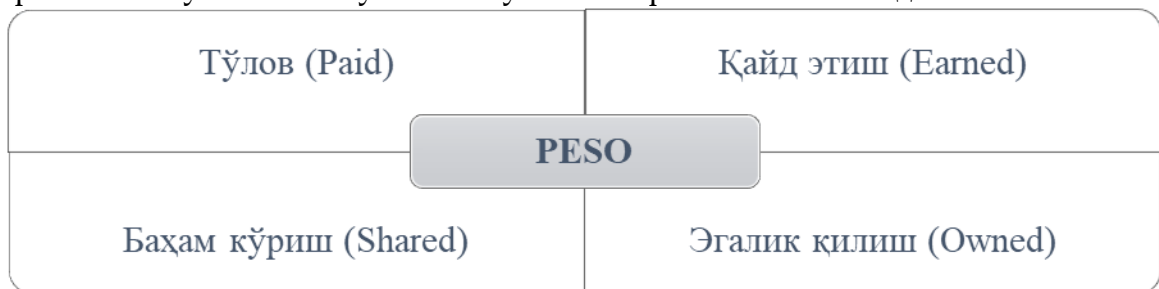 Тўлов (Paid)
Қайд этиш (Earned)
PESO
Баҳам кўриш (Shared)
Эгалик қилиш (Owned)